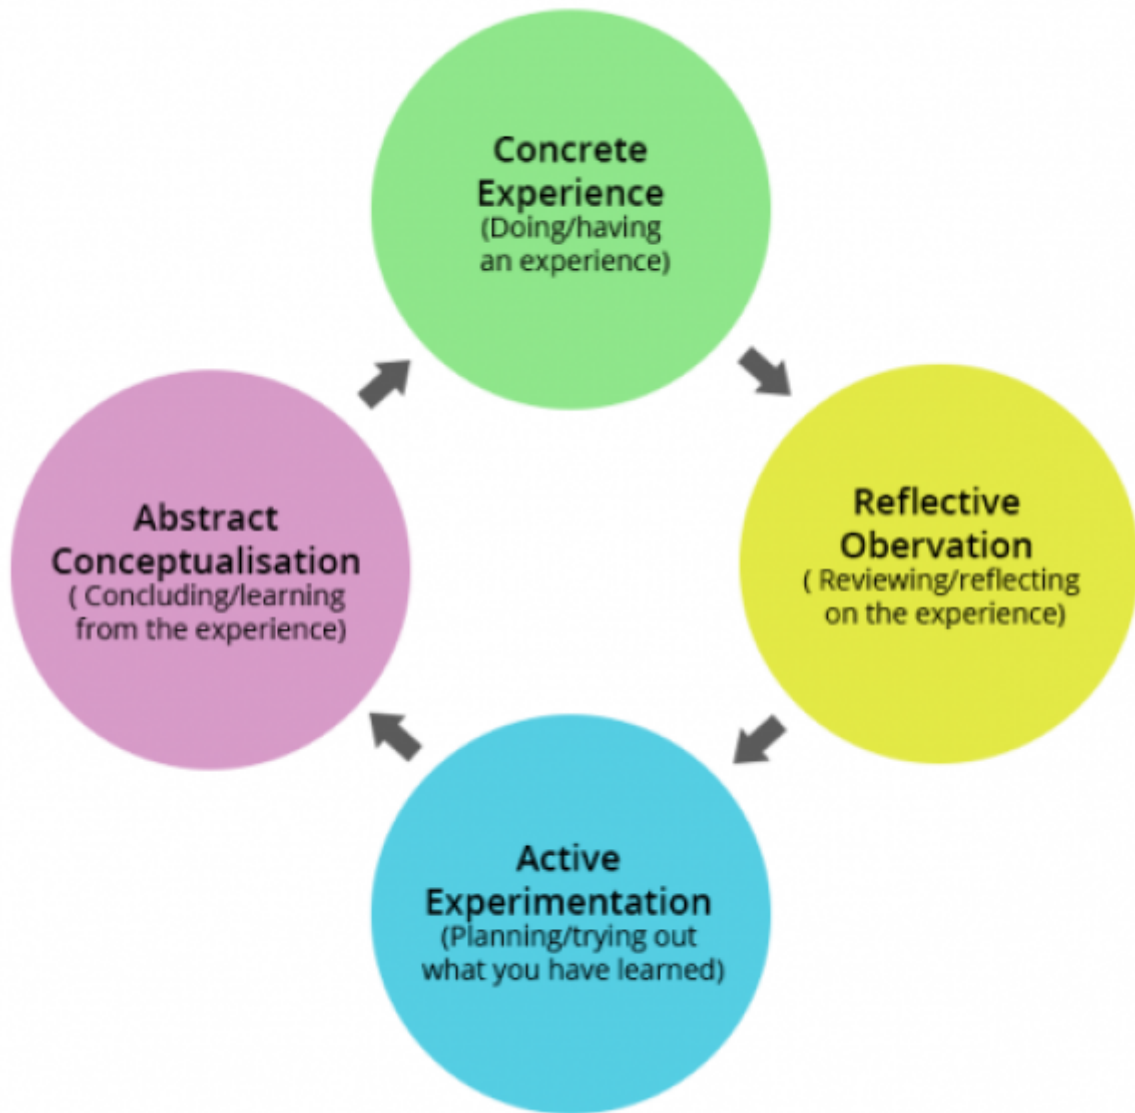 Concrete
Experience
(Doing/having
an experience)
Reflective
Obervation
( Reviewing/reflecting
on the experience)
Active
Experimentation
(Planning/trying out
what you have learned)
Abstract
Conceptualisation
( Concluding/learning
from the experience)